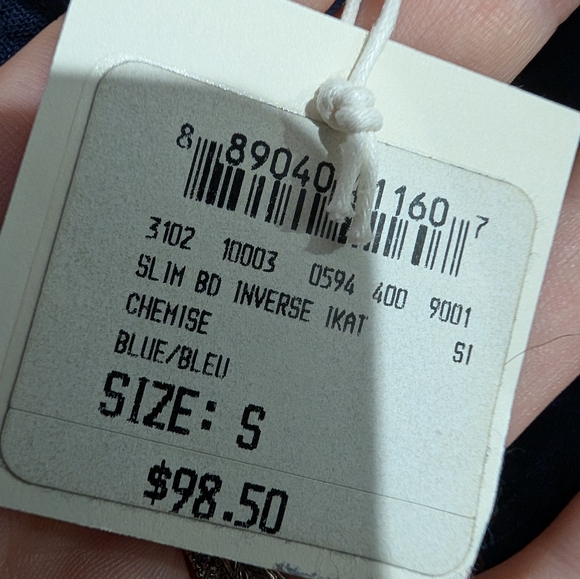 8 89040 1160 7
3102 10003 0594 400 9001
SLIM BD INVERSE IKAT SI
CHEMISE
BLUE/BLEU
SIZE: S
$98.50